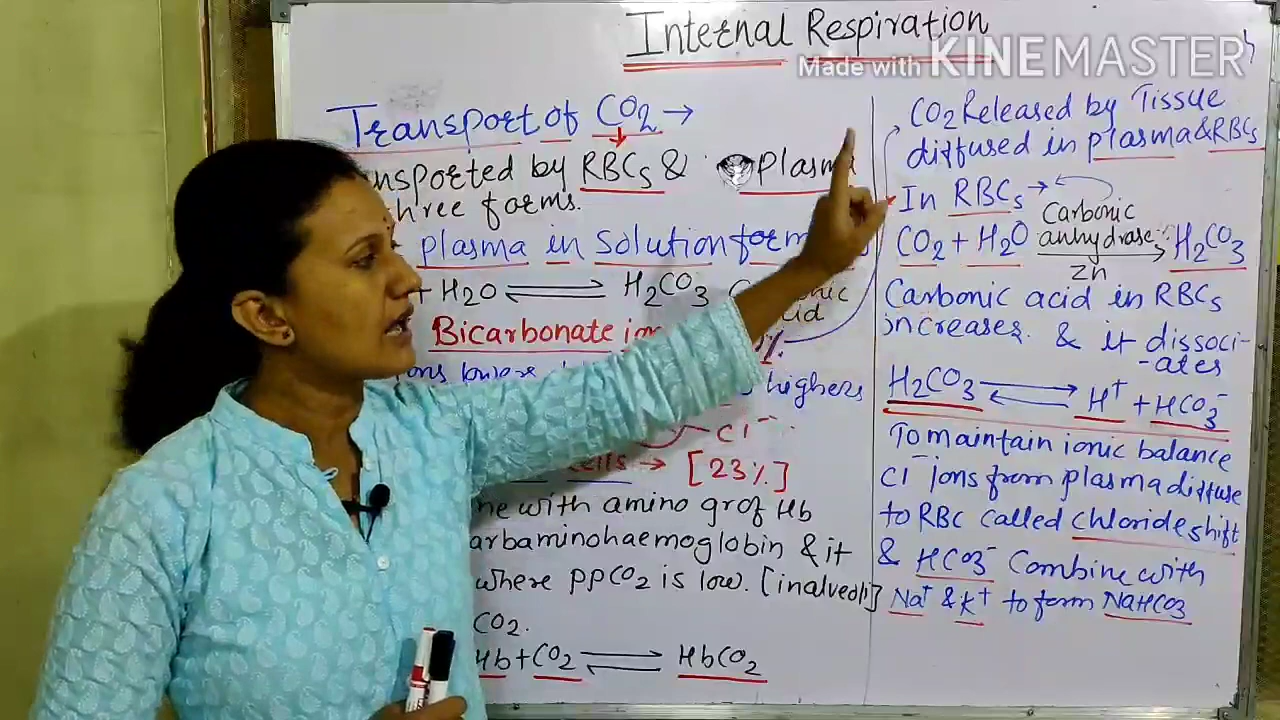 Internal Respiration
Made with KINEMASTER
Transport of CO2 →
nsported by RBCs & plasma
three forms.
plasma in solution form
+ H2O ⇌ H2CO3
Bicarbonate ion
%
ions
highers
Cl⁻
cells → [23%]
ne with amino gr of Hb
arbaminohaemoglobin & it
where ppCO2 is low. [in alveoli]
CO2.
Hb + CO2 ⇌ HbCO2
CO2 Released by Tissue
diffused in plasma & RBCs
In RBCs →
CO2 + H2O Carbonic anhydrase Zn → H2CO3
Carbonic acid in RBCs
increases. & it dissoci-
-ates
H2CO3 ⇌ H⁺ + HCO3⁻
To maintain ionic balance
Cl⁻ ions from plasma diffuse
to RBC called chloride shift
& HCO3⁻ Combine with
Na⁺ & K⁺ to form NaHCO3